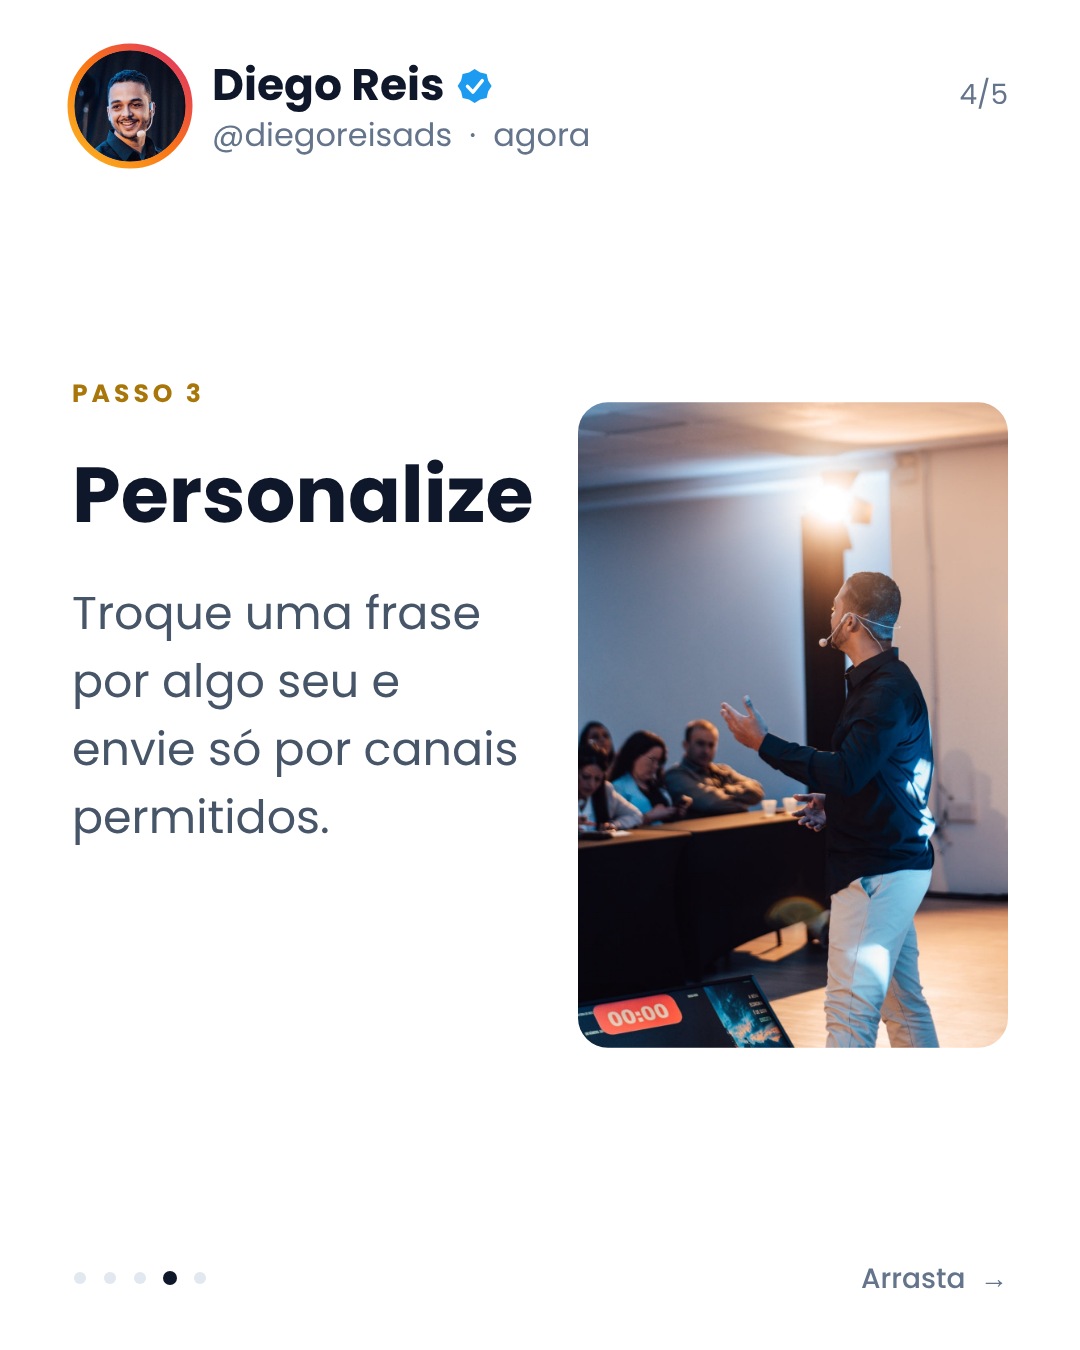 Diego Reis
@diegoreisads · agora
4/5
PASSO 3
Personalize
Troque uma frase
por algo seu e
envie só por canais
permitidos.
00:00
Arrasta →